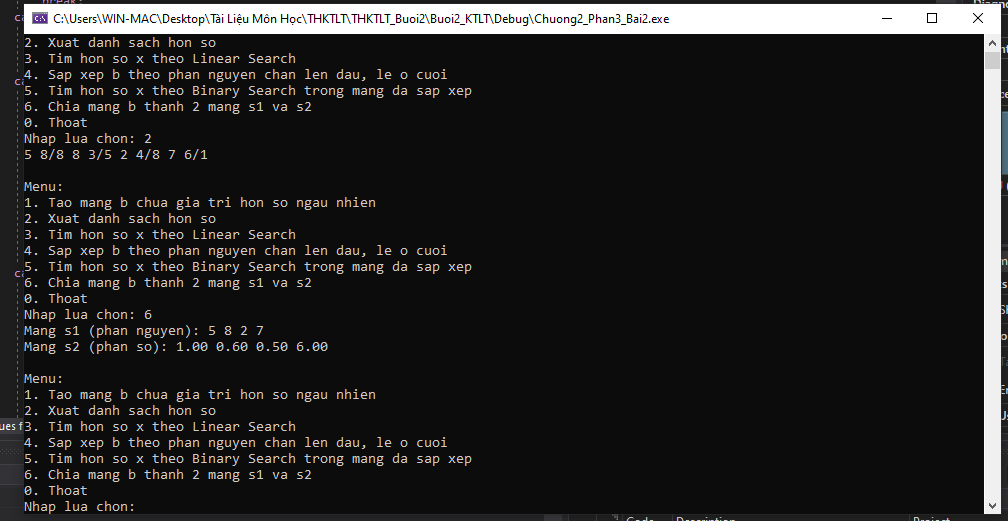 C:\Users\WIN-MAC\Desktop\Tài Liệu Môn Học\THKTLT\THKTLT_Buoi2\Buoi2_KTLT\Debug\Chuong2_Phan3_Bai2.exe
2. Xuat danh sach hon so
3. Tim hon so x theo Linear Search
4. Sap xep b theo phan nguyen chan len dau, le o cuoi
5. Tim hon so x theo Binary Search trong mang da sap xep
6. Chia mang b thanh 2 mang s1 va s2
0. Thoat
Nhap lua chon: 2
5 8/8 8 3/5 2 4/8 7 6/1
Menu:
1. Tao mang b chua gia tri hon so ngau nhien
2. Xuat danh sach hon so
3. Tim hon so x theo Linear Search
4. Sap xep b theo phan nguyen chan len dau, le o cuoi
5. Tim hon so x theo Binary Search trong mang da sap xep
6. Chia mang b thanh 2 mang s1 va s2
0. Thoat
Nhap lua chon: 6
Mang s1 (phan nguyen): 5 8 2 7
Mang s2 (phan so): 1.00 0.60 0.50 6.00
Menu:
1. Tao mang b chua gia tri hon so ngau nhien
2. Xuat danh sach hon so
3. Tim hon so x theo Linear Search
4. Sap xep b theo phan nguyen chan len dau, le o cuoi
5. Tim hon so x theo Binary Search trong mang da sap xep
6. Chia mang b thanh 2 mang s1 va s2
0. Thoat
Nhap lua chon: